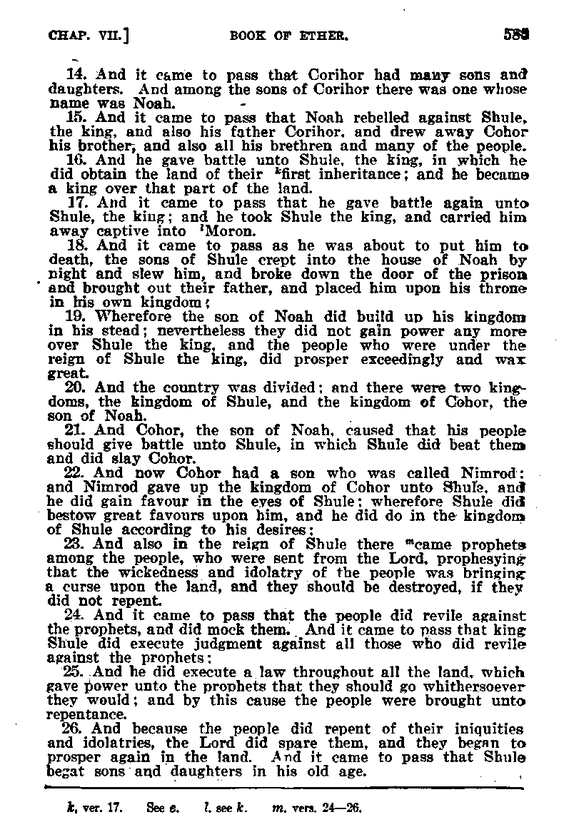 CHAP. VII.] BOOK OF ETHER.
14. And it came to pass that Corihor had many sons and
daughters. And among the sons of Corihor there was one whose
name was Noah.
15. And it came to pass that Noah rebelled against Shule,
the king, and also his father Corihor, and drew away Cohor
his brother, and also all his brethren and many of the people.
16. And he gave battle unto Shule, the king, in which he
did obtain the land of their kfirst inheritance; and he became
a king over that part of the land.
17. And it came to pass that he gave battle again unto
Shule, the king; and he took Shule the king, and carried him
away captive into lMoron.
18. And it came to pass as he was about to put him to
death, the sons of Shule crept into the house of Noah by
night and slew him, and broke down the door of the prison
and brought out their father, and placed him upon his throne
in his own kingdom;
19. Wherefore the son of Noah did build up his kingdom
in his stead; nevertheless they did not gain power any more
over Shule the king, and the people who were under the
reign of Shule the king, did prosper exceedingly and wax
great.
20. And the country was divided; and there were two king-
doms, the kingdom of Shule, and the kingdom of Cohor, the
son of Noah.
21. And Cohor, the son of Noah, caused that his people
should give battle unto Shule, in which Shule did beat them
and did slay Cohor.
22. And now Cohor had a son who was called Nimrod;
and Nimrod gave up the kingdom of Cohor unto Shule, and
he did gain favour in the eyes of Shule; wherefore Shule did
bestow great favours upon him, and he did do in the kingdom
of Shule according to his desires;
23. And also in the reign of Shule there mcame prophets
among the people, who were sent from the Lord, prophesying
that the wickedness and idolatry of the people was bringing
a curse upon the land, and they should be destroyed, if they
did not repent.
24. And it came to pass that the people did revile against
the prophets, and did mock them. And it came to pass that king
Shule did execute judgment against all those who did revile
against the prophets;
25. And he did execute a law throughout all the land, which
gave power unto the prophets that they should go whithersoever
they would; and by this cause the people were brought unto
repentance.
26. And because the people did repent of their iniquities
and idolatries, the Lord did spare them, and they began to
prosper again in the land. And it came to pass that Shule
begat sons and daughters in his old age.
k, ver. 17. See e. l, see k. m, vers. 24—26.